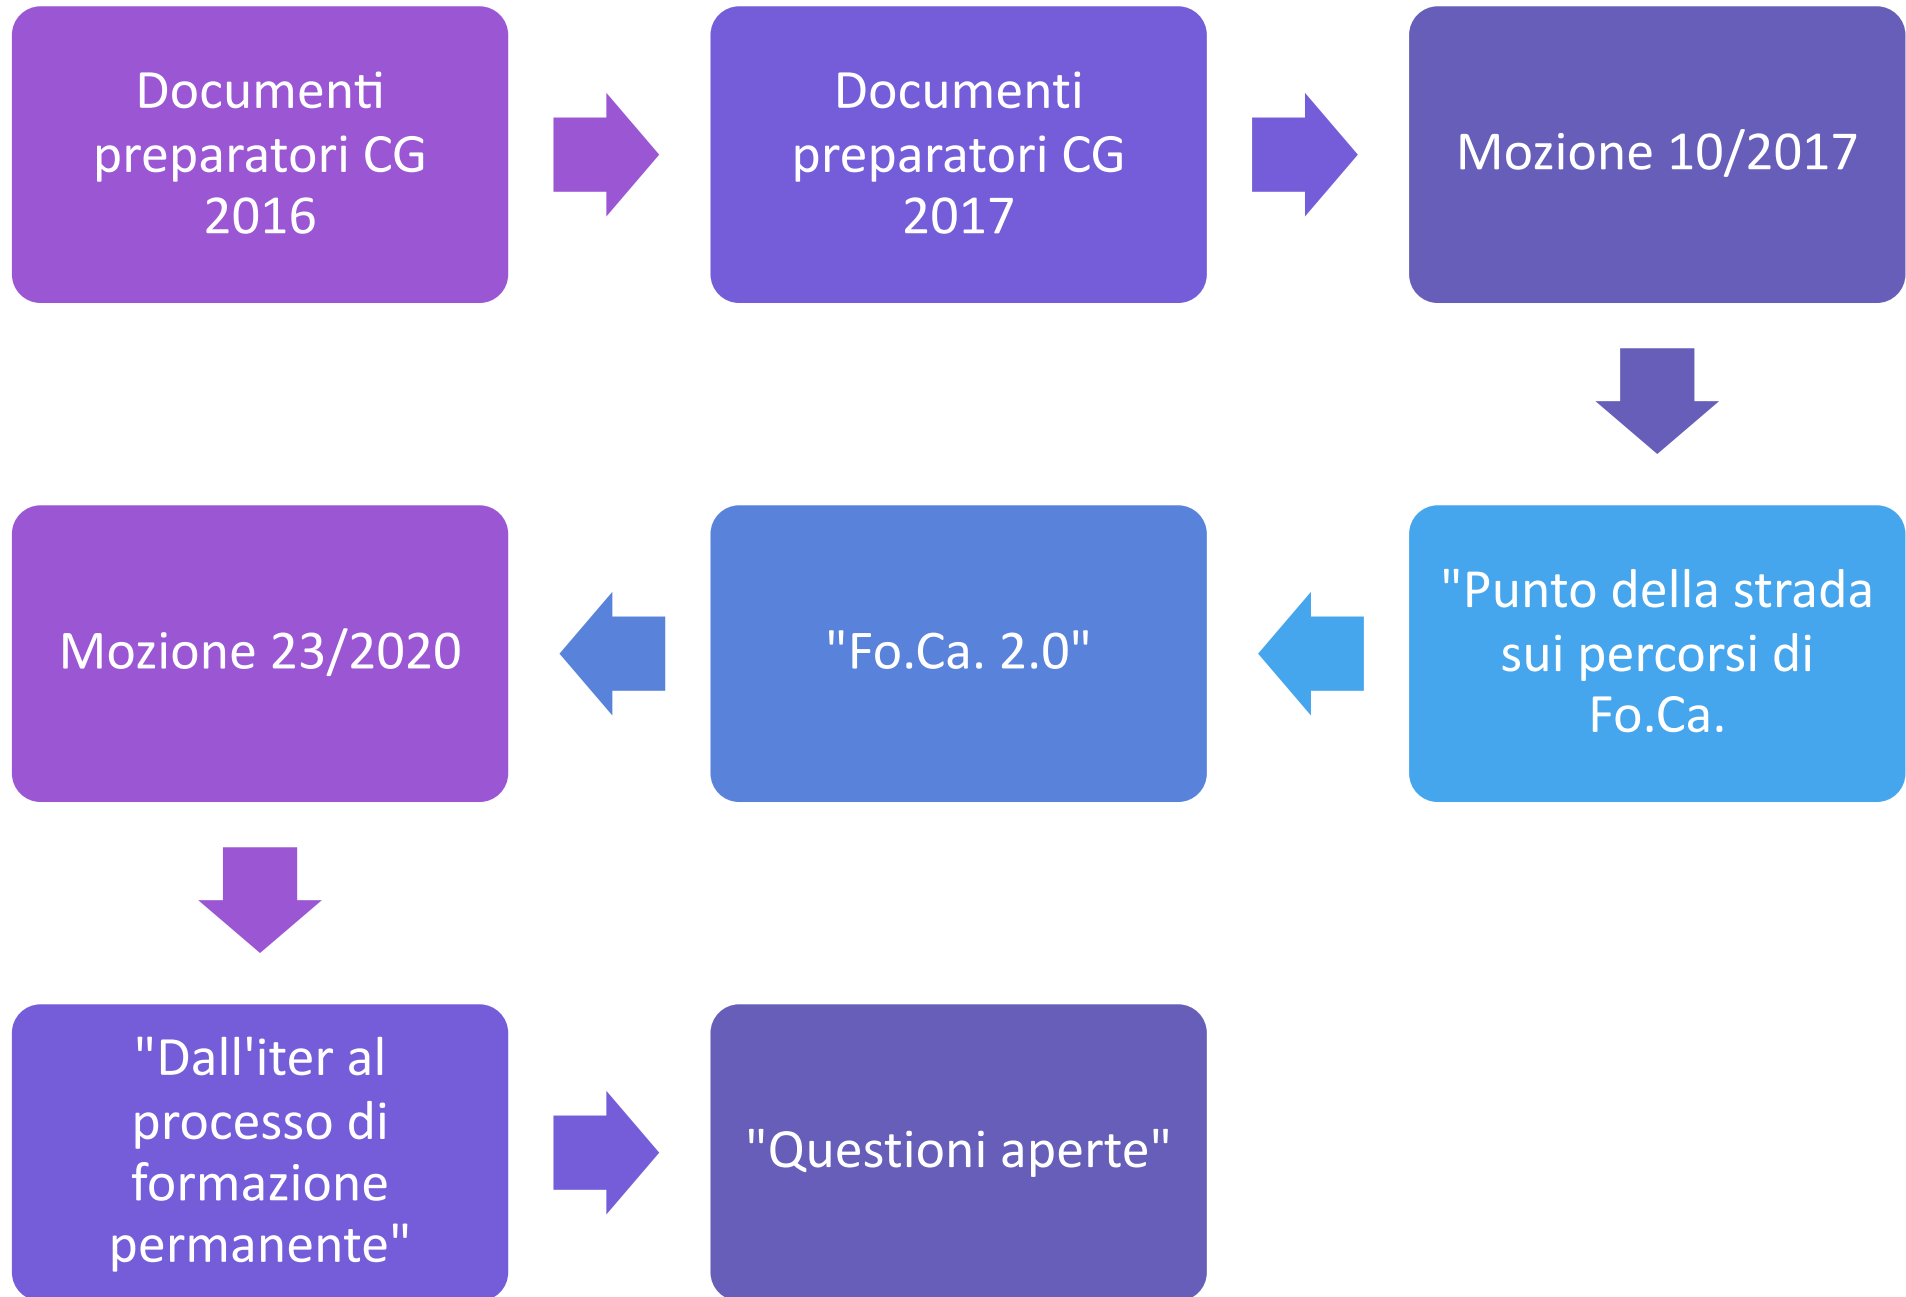 Documenti
preparatori CG
2016
Documenti
preparatori CG
2017
Mozione 10/2017
"Punto della strada
sui percorsi di
Fo.Ca.
"Fo.Ca. 2.0"
Mozione 23/2020
"Dall'iter al
processo di
formazione
permanente"
"Questioni aperte"